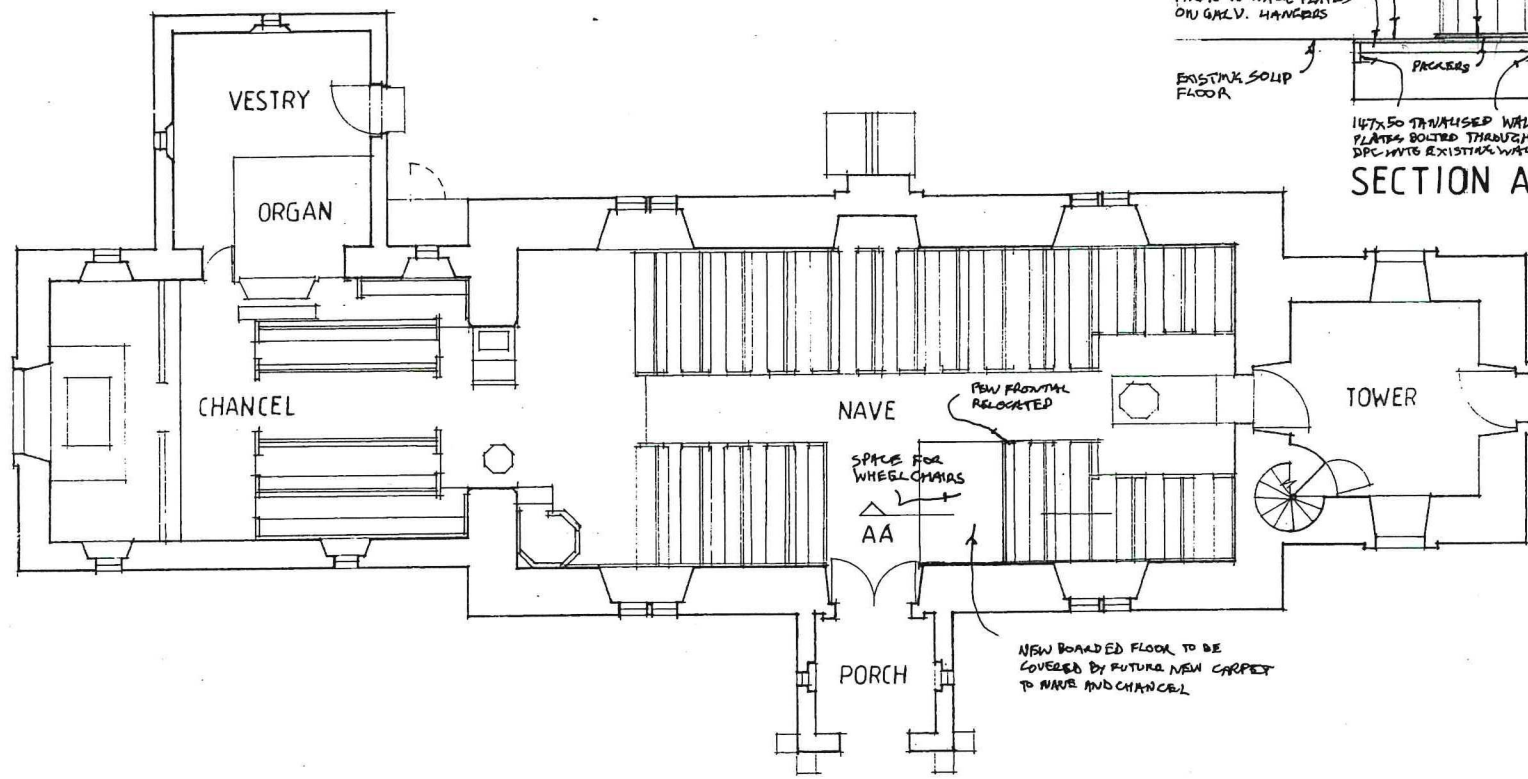 ON GALV. HANGERS
EXISTING SOLID
FLOOR
PACKERS
147x50 TANALISED WAL
PLATES BOLTED THROUGH
DPC INTO EXISTING WAL
SECTION A
VESTRY
ORGAN
CHANCEL
NAVE
PEW FRONTAL
RELOCATED
TOWER
SPACE FOR
WHEELCHAIRS
AA
PORCH
NEW BOARDED FLOOR TO BE
COVERED BY FUTURE NEW CARPET
TO NAVE AND CHANCEL